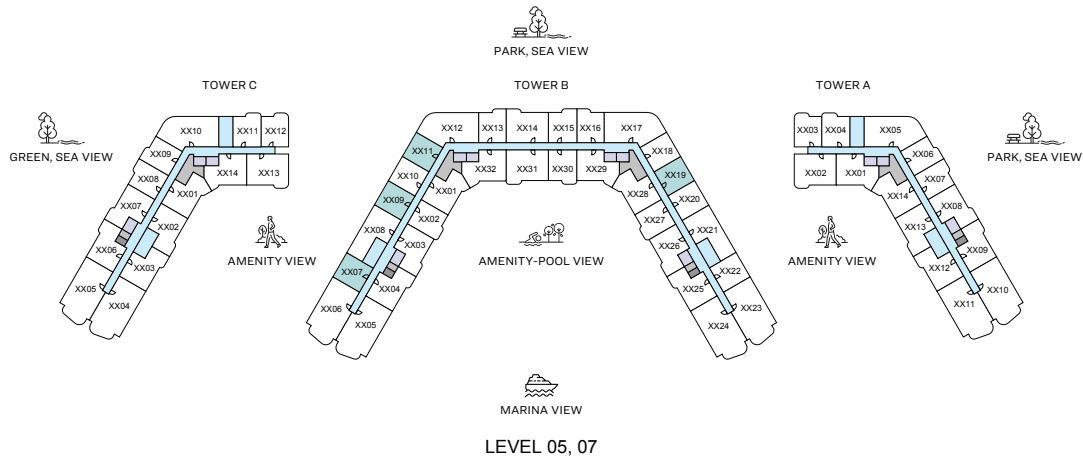 PARK, SEA VIEW
TOWER C
TOWER B
TOWER A
GREEN, SEA VIEW
PARK, SEA VIEW
XX10
XX11
XX12
XX09
XX08
XX07
XX06
XX05
XX04
XX03
XX02
XX01
XX14
XX13
AMENITY VIEW
XX12
XX13
XX14
XX15
XX16
XX17
XX11
XX10
XX09
XX08
XX07
XX06
XX05
XX04
XX03
XX02
XX01
XX32
XX31
XX30
XX29
XX28
XX27
XX26
XX25
XX24
XX23
XX22
XX21
XX20
XX19
XX18
AMENITY-POOL VIEW
XX03
XX04
XX05
XX02
XX01
XX06
XX07
XX08
XX09
XX10
XX11
XX12
XX13
XX14
AMENITY VIEW
MARINA VIEW
LEVEL 05, 07